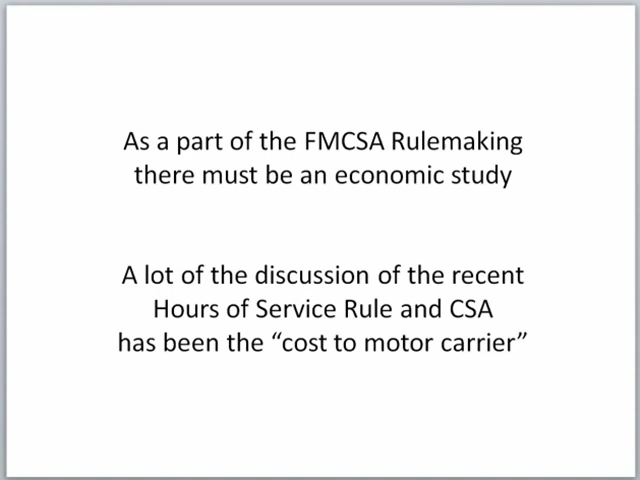 As a part of the FMCSA Rulemaking
there must be an economic study
A lot of the discussion of the recent
Hours of Service Rule and CSA
has been the “cost to motor carrier”